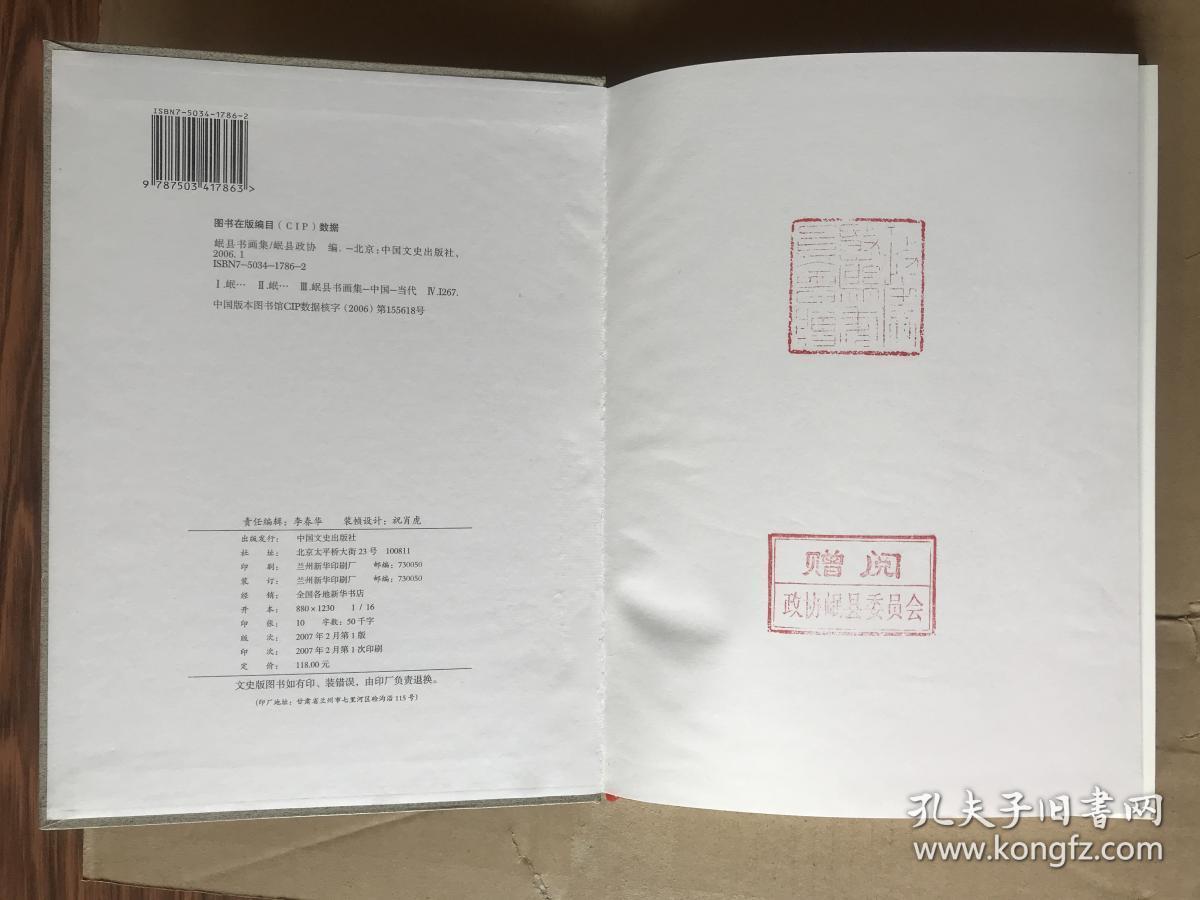 ISBN7-5034-1786-2
9 787503 417863 >
图书在版编目（CIP）数据
岷县书画集/岷县政协　编．—北京：中国文史出版社，
2006. 1
ISBN7—5034—1786—2
Ⅰ.岷…　Ⅱ.岷…　Ⅲ.岷县书画集—中国—当代　Ⅳ.I267.
中国版本图书馆CIP数据核字（2006）第155618号
责任编辑：李春华　装桢设计：祝肖虎
出版发行：中国文史出版社
社　址：北京太平桥大街23号　100811
印　刷：兰州新华印刷厂　邮编：730050
装　订：兰州新华印刷厂　邮编：730050
经　销：全国各地新华书店
开　本：880×1230　1 / 16
印　张：10　字数：50千字
版　次：2007年2月第1版
印　次：2007年2月第1次印刷
定　价：118.00元
文史版图书如有印、装错误，由印厂负责退换。
（印厂地址：甘肃省兰州市七里河区硷沟沿115号）
赠阅
政协岷县委员会
孔夫子旧書网
www.kongfz.com